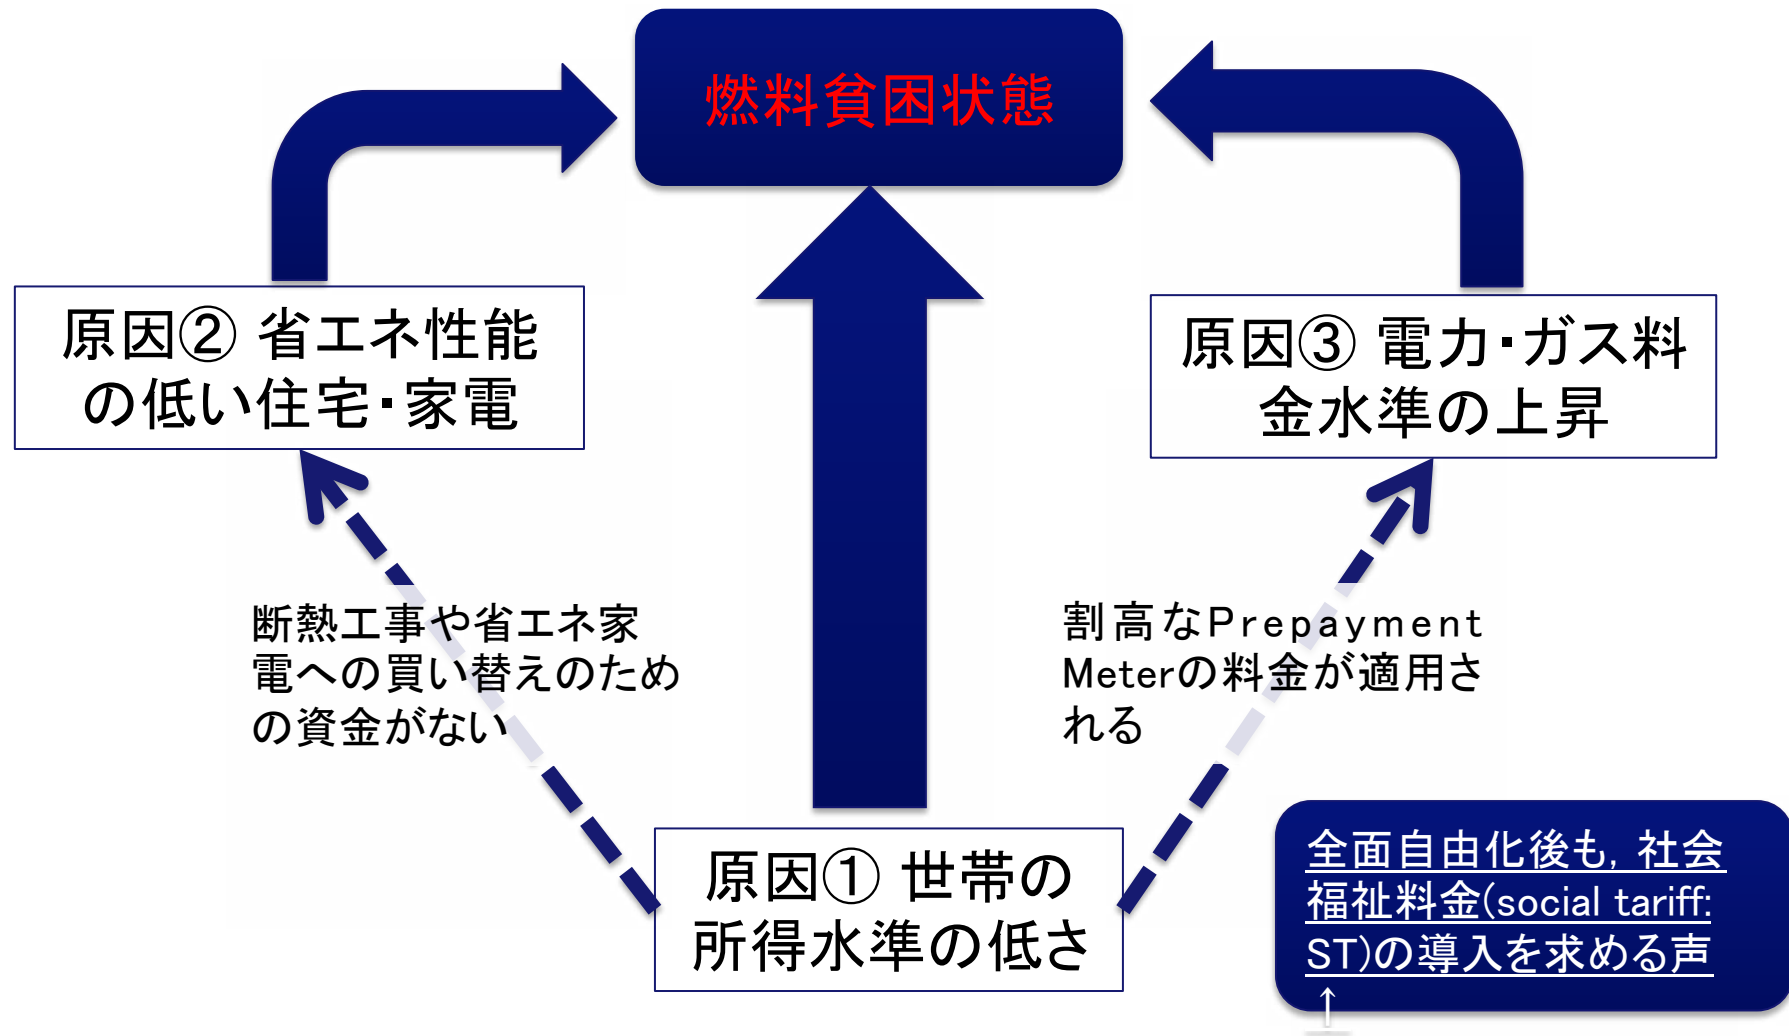 燃料貧困状態
原因② 省エネ性能
の低い住宅・家電
原因③ 電力・ガス料
金水準の上昇
断熱工事や省エネ家
電への買い替えのため
の資金がない
割高なPrepayment
Meterの料金が適用さ
れる
原因① 世帯の
所得水準の低さ
全面自由化後も, 社会
福祉料金(social tariff:
ST)の導入を求める声
↑